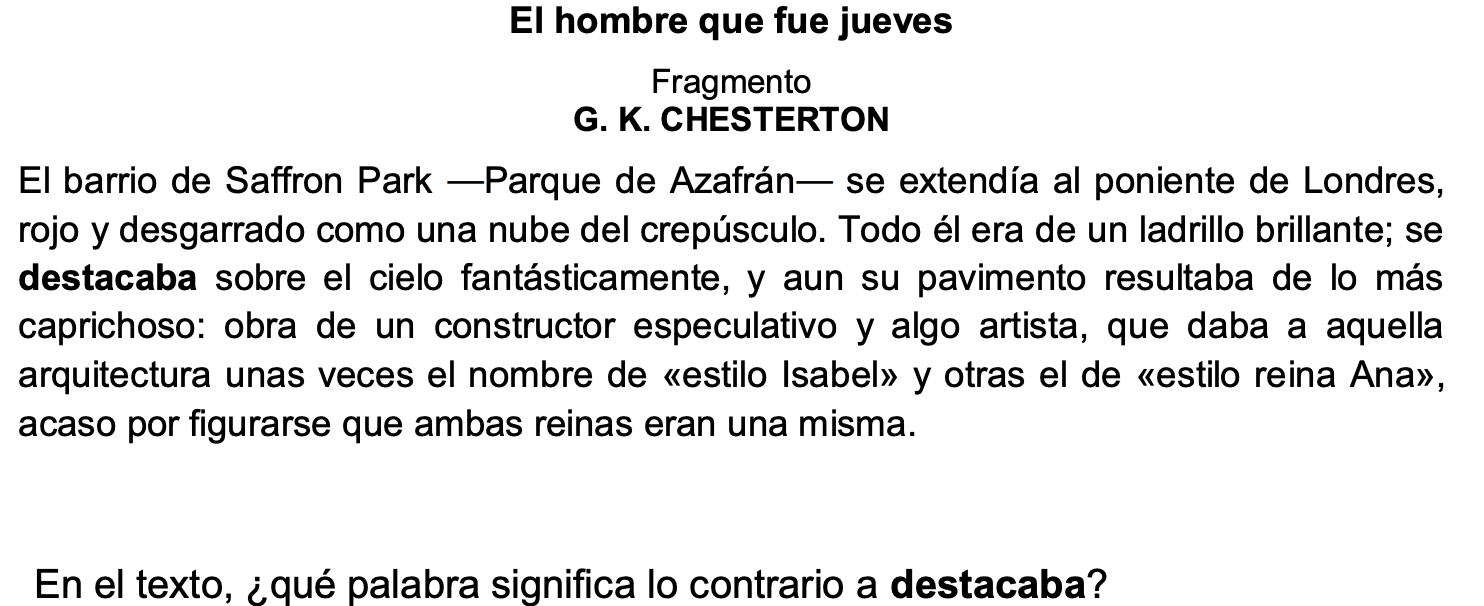 El hombre que fue jueves
Fragmento
G. K. CHESTERTON
El barrio de Saffron Park —Parque de Azafrán— se extendía al poniente de Londres,
rojo y desgarrado como una nube del crepúsculo. Todo él era de un ladrillo brillante; se
destacaba sobre el cielo fantásticamente, y aun su pavimento resultaba de lo más
caprichoso: obra de un constructor especulativo y algo artista, que daba a aquella
arquitectura unas veces el nombre de «estilo Isabel» y otras el de «estilo reina Ana»,
acaso por figurarse que ambas reinas eran una misma.
En el texto, ¿qué palabra significa lo contrario a destacaba?